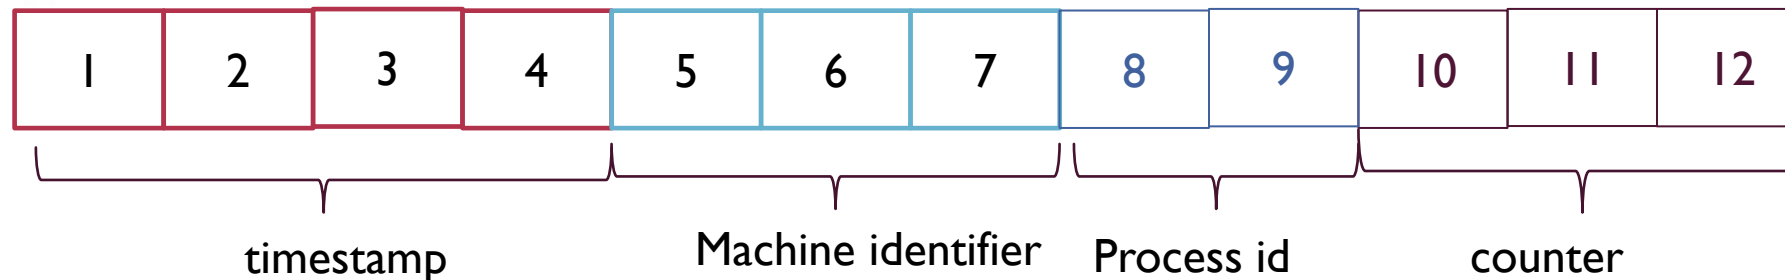 1 2 3 4 5 6 7 8 9 10 11 12
timestamp Machine identifier Process id counter